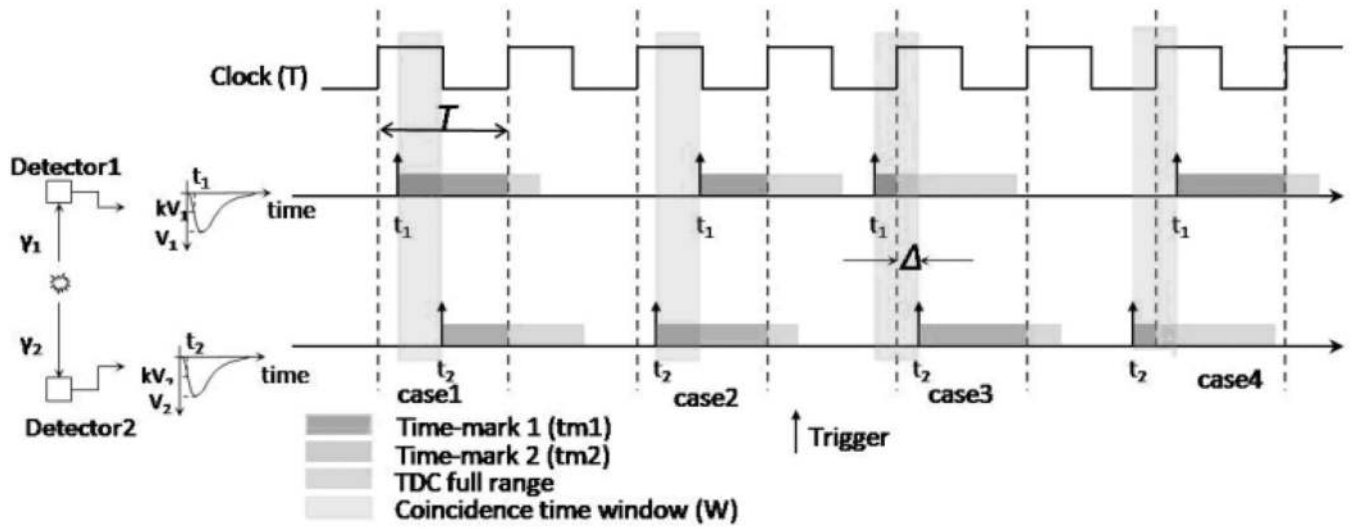 Clock (T)
T
Detector1
t₁
kV₁
V₁
time
γ₁
t₁
t₁
t₁
t₁
Δ
γ₂
t₂
kV₂
V₂
time
t₂
t₂
t₂
t₂
Detector2
case1
case2
case3
case4
Time-mark 1 (tm1)
Time-mark 2 (tm2)
TDC full range
Coincidence time window (W)
Trigger